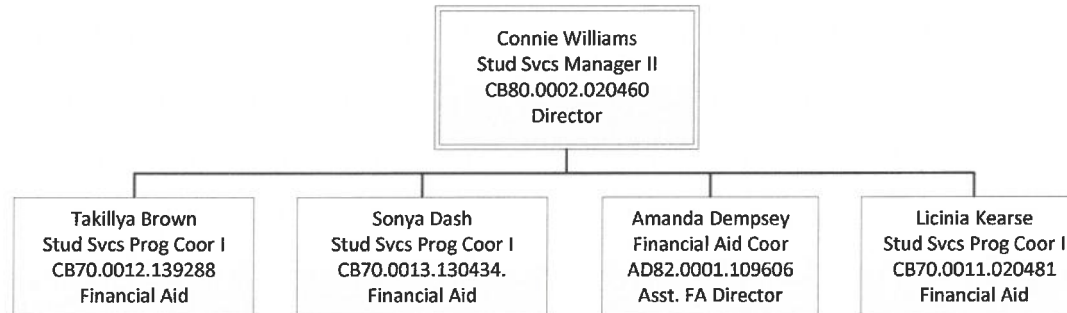 Connie Williams
Stud Svcs Manager II
CB80.0002.020460
Director
Takillya Brown
Stud Svcs Prog Coor I
CB70.0012.139288
Financial Aid
Sonya Dash
Stud Svcs Prog Coor I
CB70.0013.130434.
Financial Aid
Amanda Dempsey
Financial Aid Coor
AD82.0001.109606
Asst. FA Director
Licinia Kearse
Stud Svcs Prog Coor I
CB70.0011.020481
Financial Aid